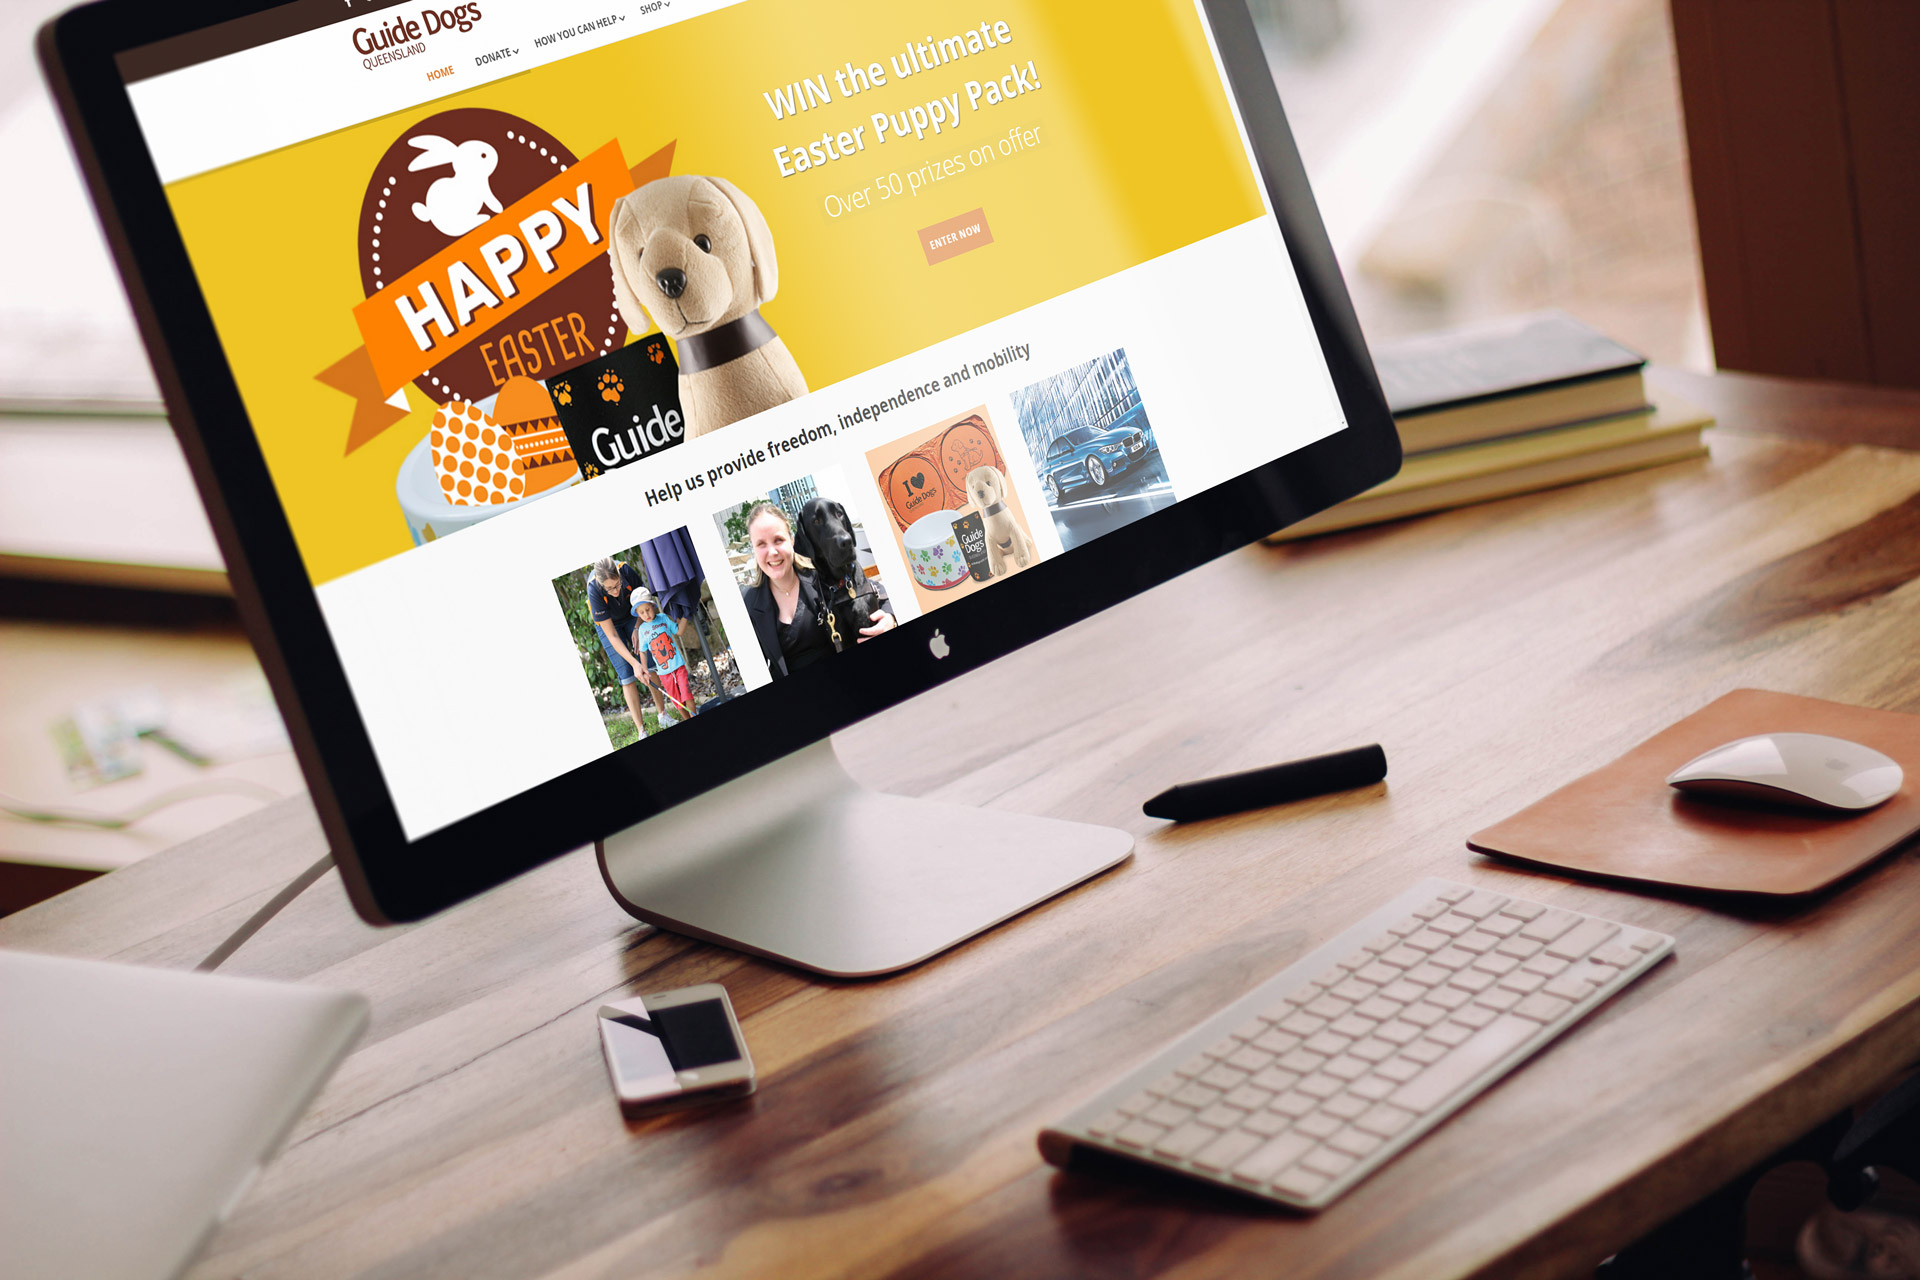 Guide Dogs
QUEENSLAND
HOME
DONATE
HOW YOU CAN HELP
SHOP
HAPPY
EASTER
Guide
WIN the ultimate
Easter Puppy Pack!
Over 50 prizes on offer
ENTER NOW
Help us provide freedom, independence and mobility
I
Guide Dogs
Guide
Dogs